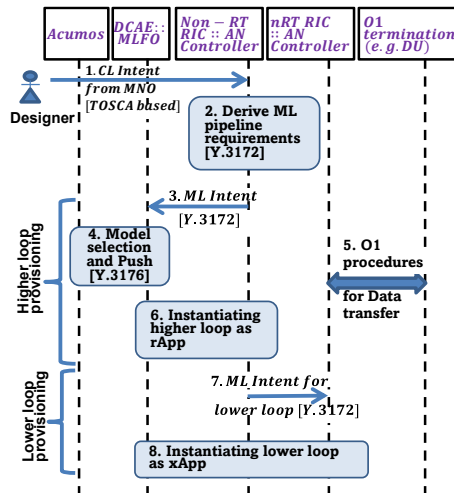 Acumos
DCAE::
MLFO
Non – RT
RIC :: AN
Controller
nRT RIC
:: AN
Controller
O1
termination
(e.g. DU)
1. CL Intent
from MNO
[TOSCA based]
Designer
2. Derive ML
pipeline
requirements
[Y.3172]
3. ML Intent
[Y.3172]
4. Model
selection
and Push
[Y.3176]
5. O1
procedures
for Data
transfer
Higher loop
provisioning
6. Instantiating
higher loop as
rApp
7. ML Intent for
lower loop [Y.3172]
Lower loop
provisioning
8. Instantiating lower loop
as xApp